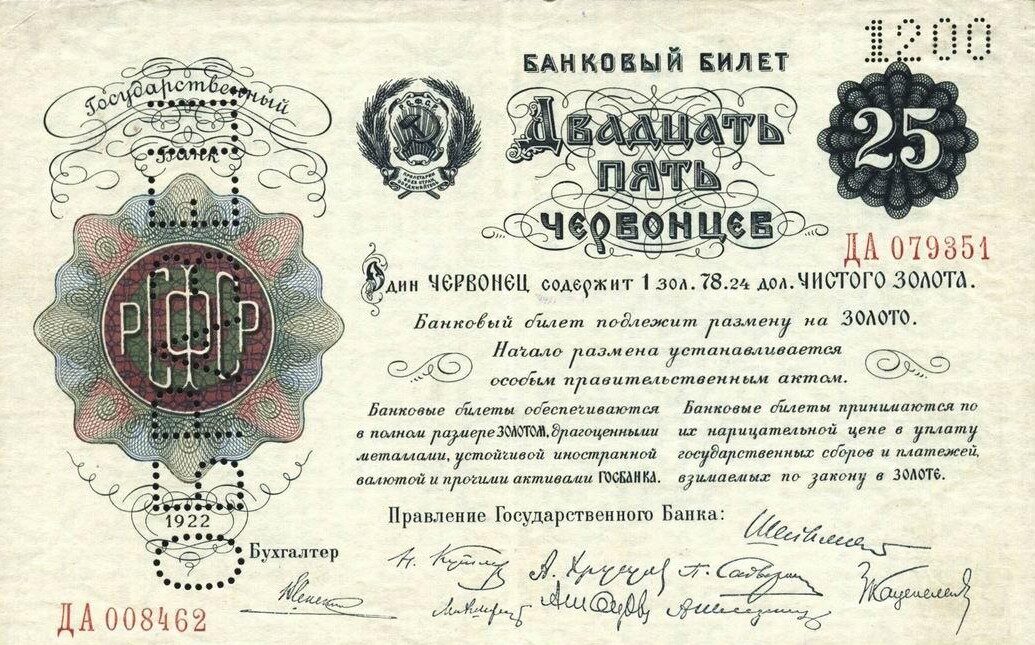 1200
Государственный
Банк
РСФСР
1922
ДА 008462
РСФСР
БАНКОВЫЙ БИЛЕТ
Двадцать
ПЯТЬ
ЧЕРВОНЦЕВ
25
ДА 079351
Один ЧЕРВОНЕЦ содержит 1 зол. 78.24 дол. ЧИСТОГО ЗОЛОТА.
Банковый билет подлежит размену на ЗОЛОТО.
Начало размена устанавливается
особым правительственным актом.
Банковые билеты обеспечиваются
в полном размере ЗОЛОТОМ, драгоценными
металлами, устойчивой иностранной
валютой и прочими активами ГОСБАНКА.
Банковые билеты принимаются по
их нарицательной цене в уплату
государственных сборов и платежей,
взимаемых по закону в ЗОЛОТЕ.
Правление Государственного Банка:
Бухгалтер